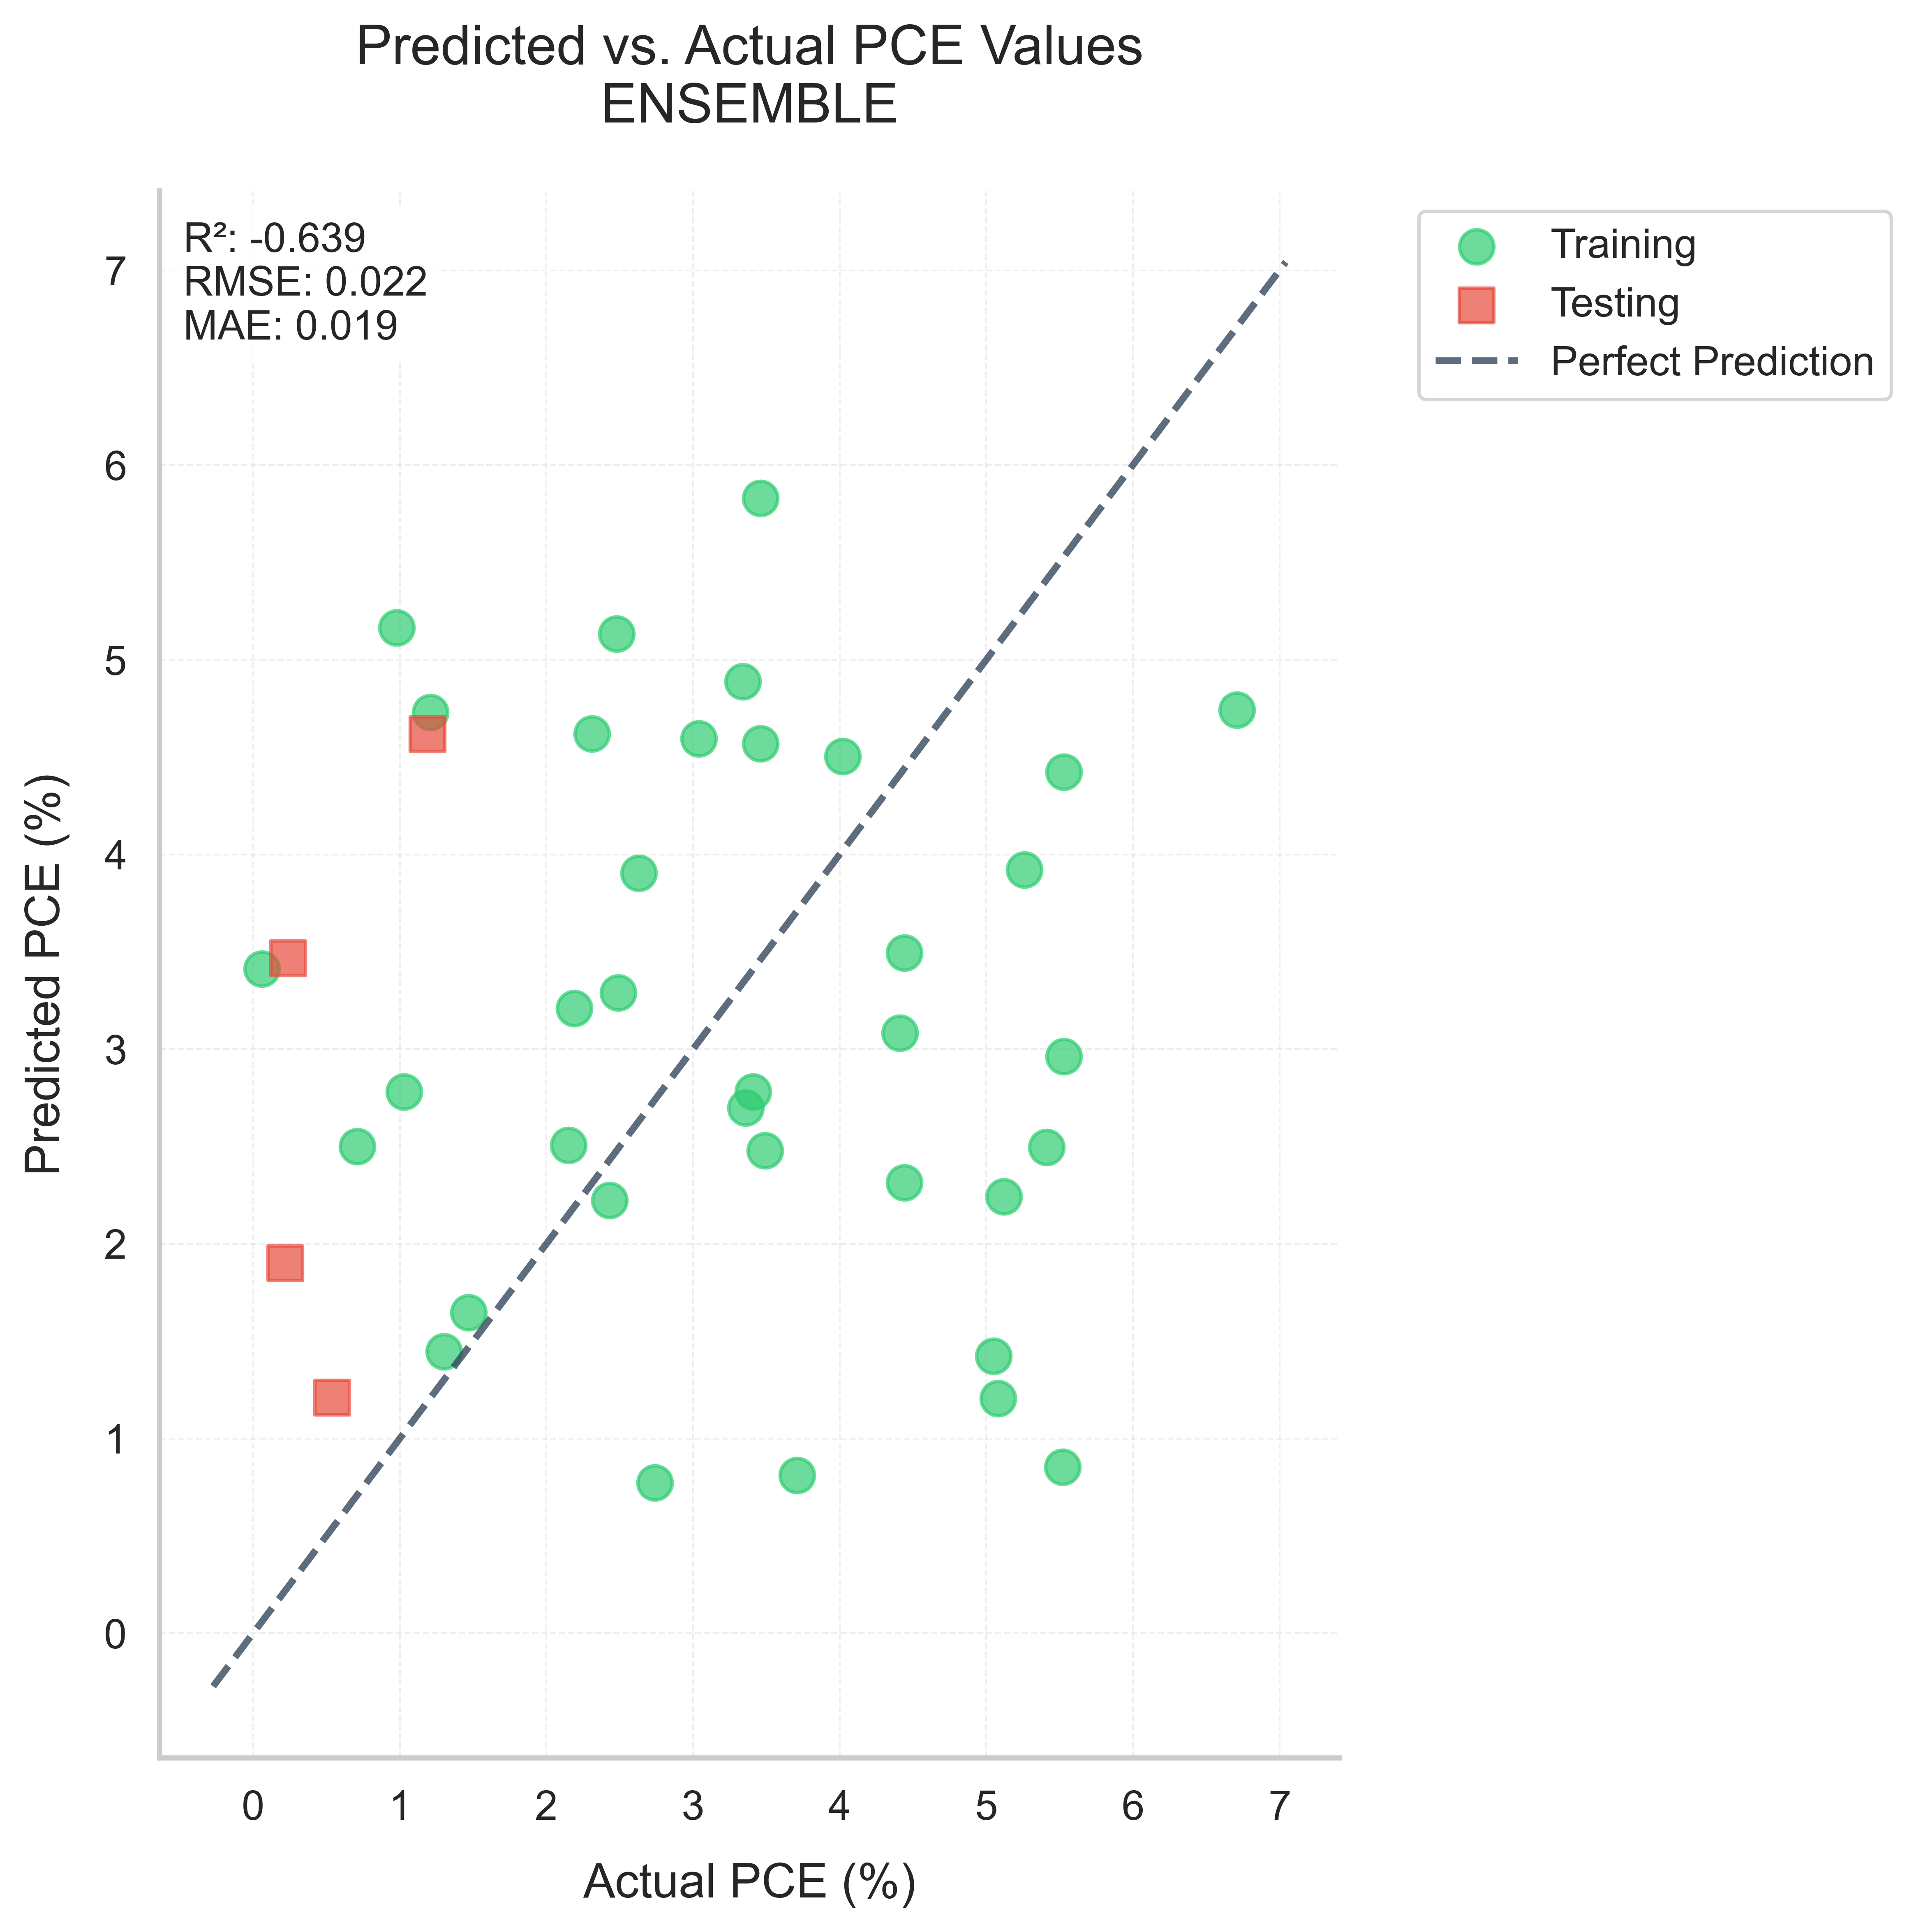 Predicted vs. Actual PCE Values
ENSEMBLE
R²: -0.639
RMSE: 0.022
MAE: 0.019
Training
Testing
Perfect Prediction
Predicted PCE (%)
7
6
5
4
3
2
1
0
0 1 2 3 4 5 6 7
Actual PCE (%)